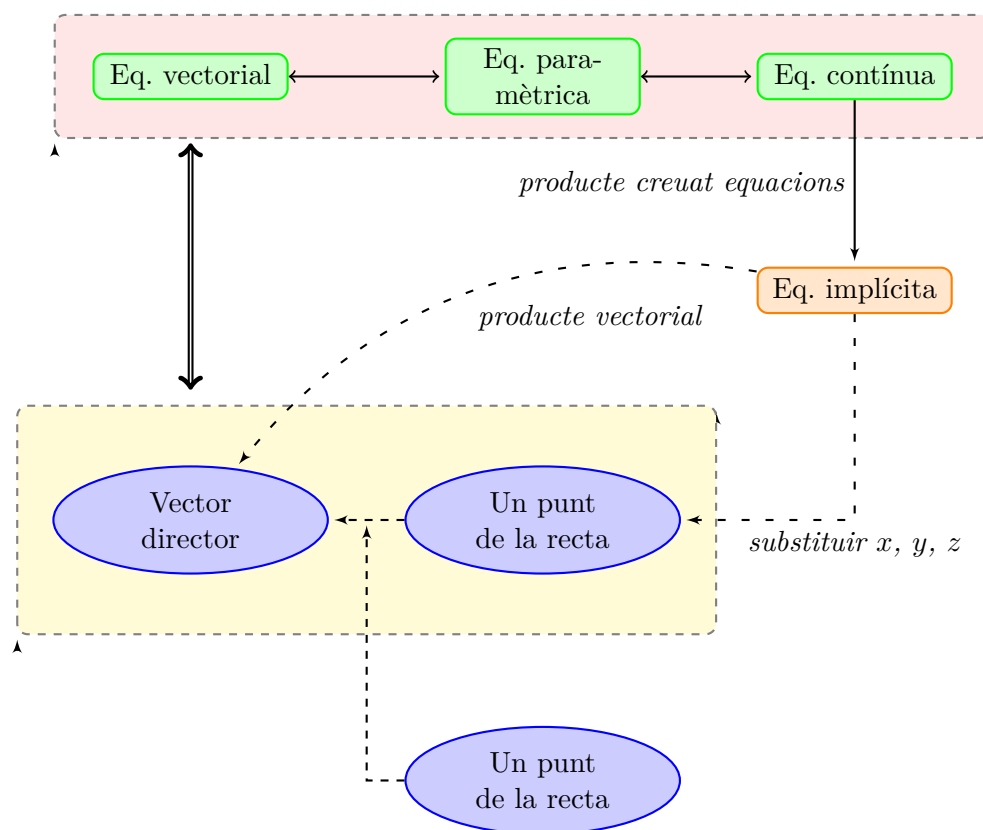 Eq. vectorial
Eq. para-
mètrica
Eq. contínua
producte creuat equacions
Eq. implícita
producte vectorial
Vector
director
Un punt
de la recta
substituir x, y, z
Un punt
de la recta